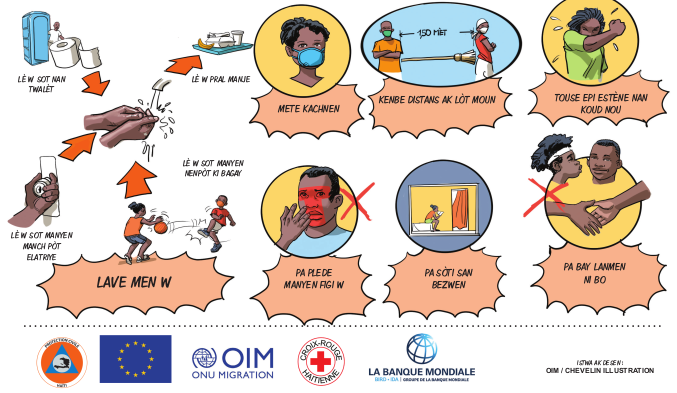 LÈ W SOT NAN
TWALÈT
LÈ W PRAL MANJE
LÈ W SOT MANYEN
NENPÒT KI BAGAY
LÈ W SOT MANYEN
MANCH PÒT
ELATRIYE
LAVE MEN W
METE KACHNEN
1,50 MÈT
KENBE DISTANS AK LÒT MOUN
TOUSE EPI ESTÈNE NAN
KOUD NOU
PA PLEDE
MANYEN FIGI W
PA SÒTI SAN
BEZWEN
PA BAY LANMEN
NI BO
PROTECTION CIVILE
HAITI
OIM
ONU MIGRATION
CROIX-ROUGE
HAÏTIENNE
LA BANQUE MONDIALE
BIRD • IDA | GROUPE DE LA BANQUE MONDIALE
ISTWA AK DESEN :
OIM / CHEVELIN ILLUSTRATION